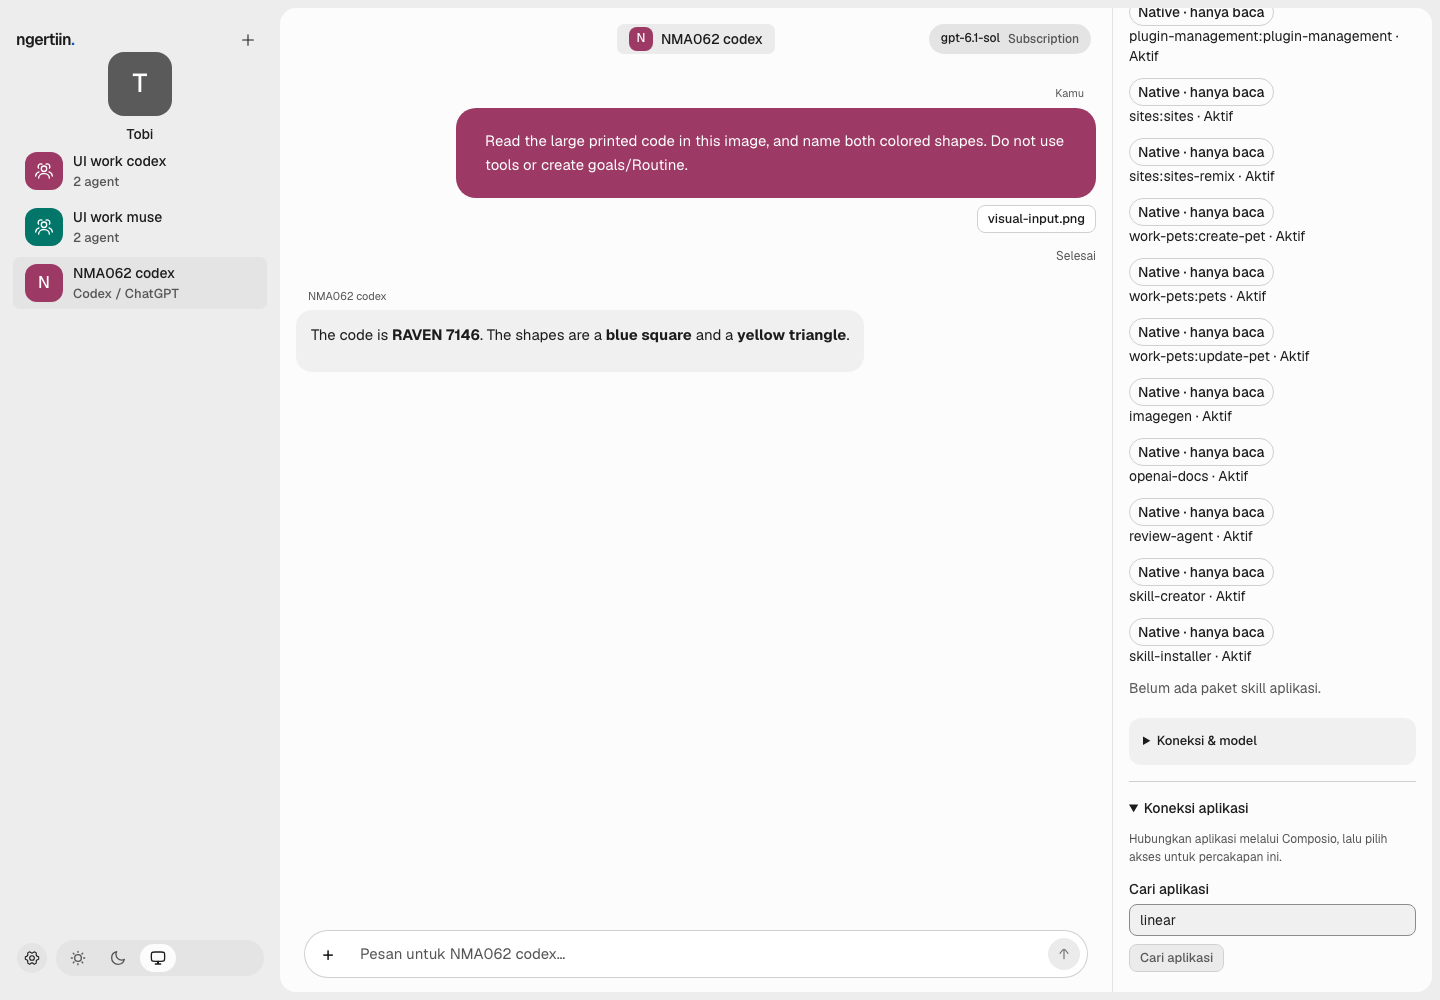 ngertiin.
T
Tobi
UI work codex
2 agent
UI work muse
2 agent
N
NMA062 codex
Codex / ChatGPT
N NMA062 codex
gpt-6.1-sol Subscription
Kamu
Read the large printed code in this image, and name both colored shapes. Do not use
tools or create goals/Routine.
visual-input.png
Selesai
NMA062 codex
The code is RAVEN 7146. The shapes are a blue square and a yellow triangle.
Pesan untuk NMA062 codex...
Native · hanya baca
plugin-management:plugin-management ·
Aktif
Native · hanya baca
sites:sites · Aktif
Native · hanya baca
sites:sites-remix · Aktif
Native · hanya baca
work-pets:create-pet · Aktif
Native · hanya baca
work-pets:pets · Aktif
Native · hanya baca
work-pets:update-pet · Aktif
Native · hanya baca
imagegen · Aktif
Native · hanya baca
openai-docs · Aktif
Native · hanya baca
review-agent · Aktif
Native · hanya baca
skill-creator · Aktif
Native · hanya baca
skill-installer · Aktif
Belum ada paket skill aplikasi.
Koneksi & model
Koneksi aplikasi
Hubungkan aplikasi melalui Composio, lalu pilih
akses untuk percakapan ini.
Cari aplikasi
linear
Cari aplikasi